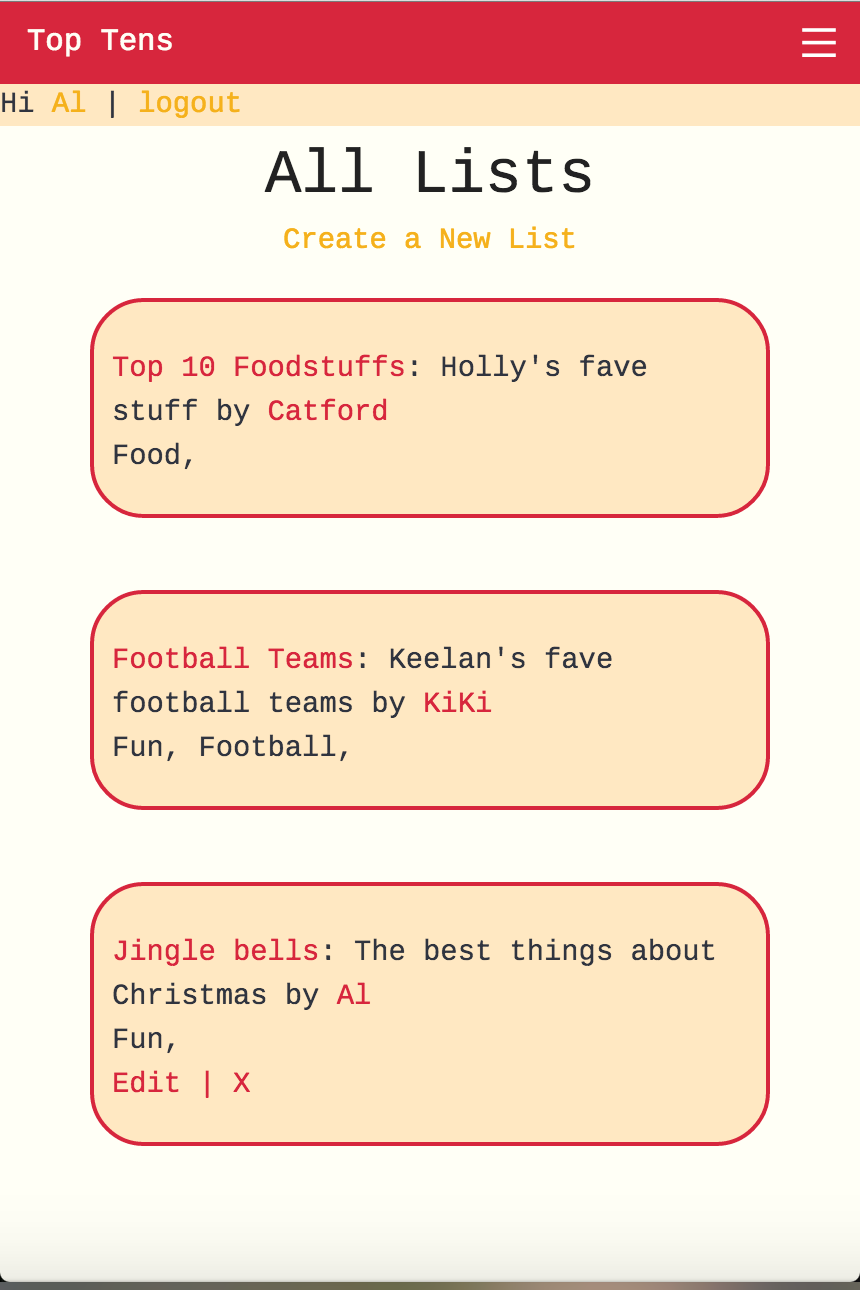 Top Tens
Hi Al | logout
All Lists
Create a New List
Top 10 Foodstuffs: Holly's fave
stuff by Catford
Food,
Football Teams: Keelan's fave
football teams by KiKi
Fun, Football,
Jingle bells: The best things about
Christmas by Al
Fun,
Edit | X